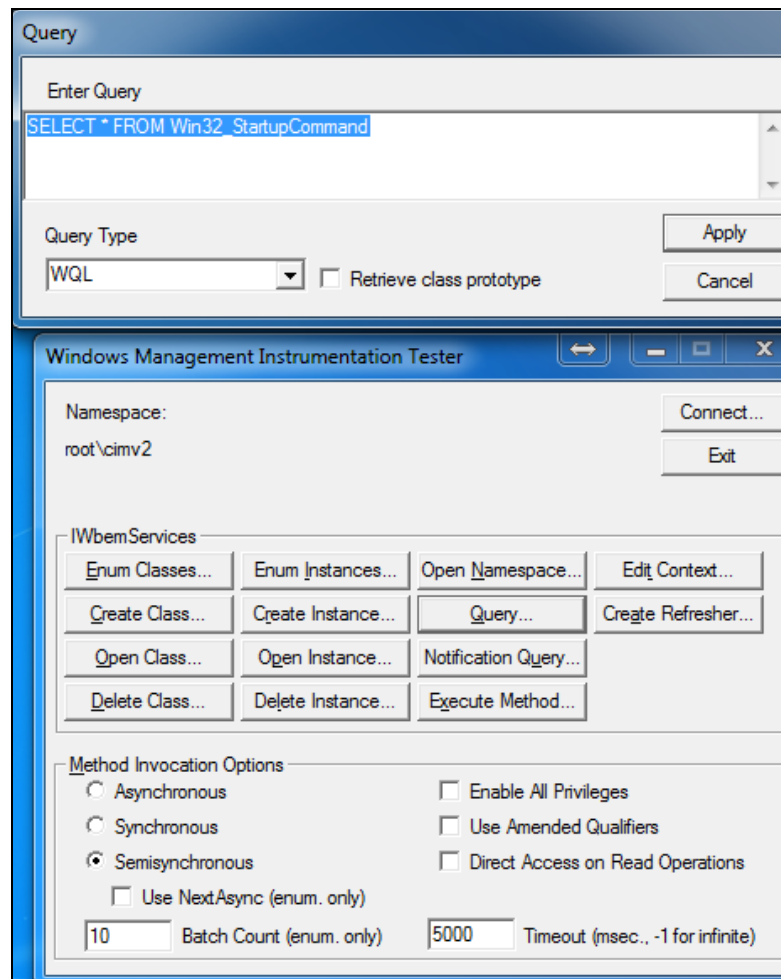 Query
Enter Query
SELECT * FROM Win32_StartupCommand
Query Type
Apply
WQL
Retrieve class prototype
Cancel
Windows Management Instrumentation Tester
Namespace:
Connect...
root\cimv2
Exit
IWbemServices
Enum Classes... Enum Instances... Open Namespace... Edit Context...
Create Class... Create Instance... Query... Create Refresher...
Open Class... Open Instance... Notification Query...
Delete Class... Delete Instance... Execute Method...
Method Invocation Options
Asynchronous Enable All Privileges
Synchronous Use Amended Qualifiers
Semisynchronous Direct Access on Read Operations
Use NextAsync (enum. only)
10 Batch Count (enum. only) 5000 Timeout (msec., -1 for infinite)